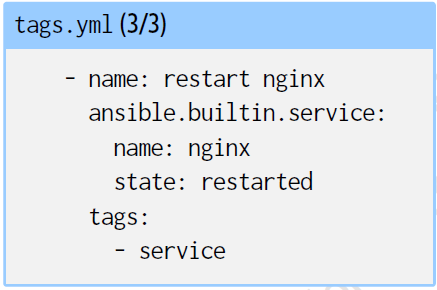 tags.yml (3/3)
- name: restart nginx
ansible.builtin.service:
name: nginx
state: restarted
tags:
- service